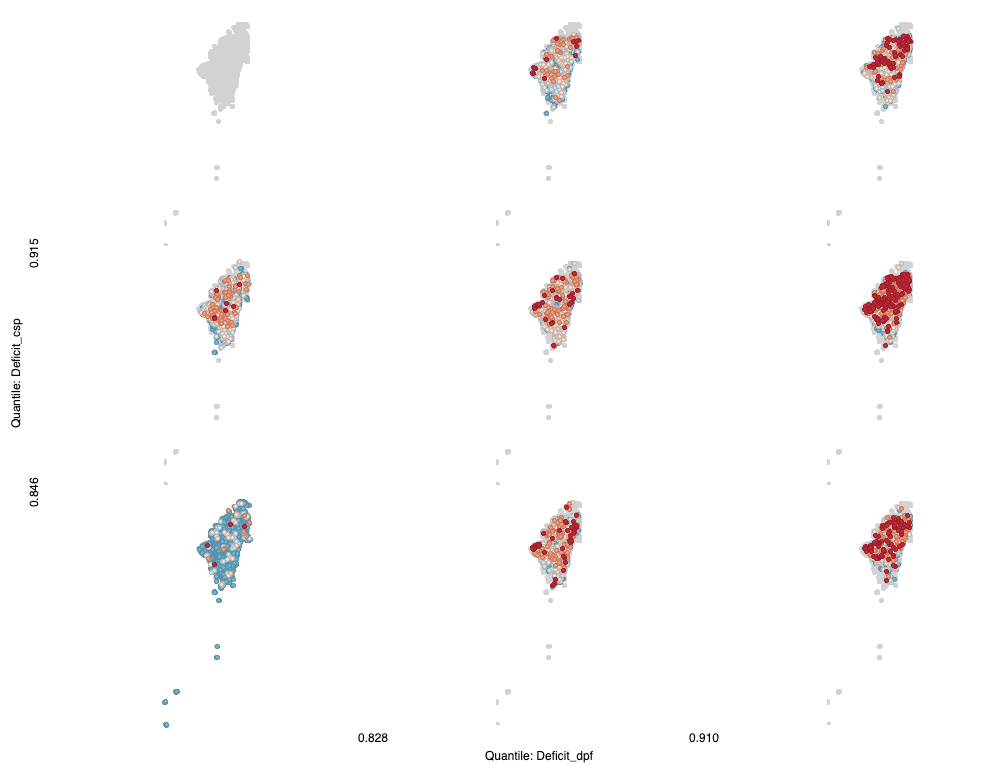 0.915
Quantile: Deficit_csp
0.846
0.828
0.910
Quantile: Deficit_dpf